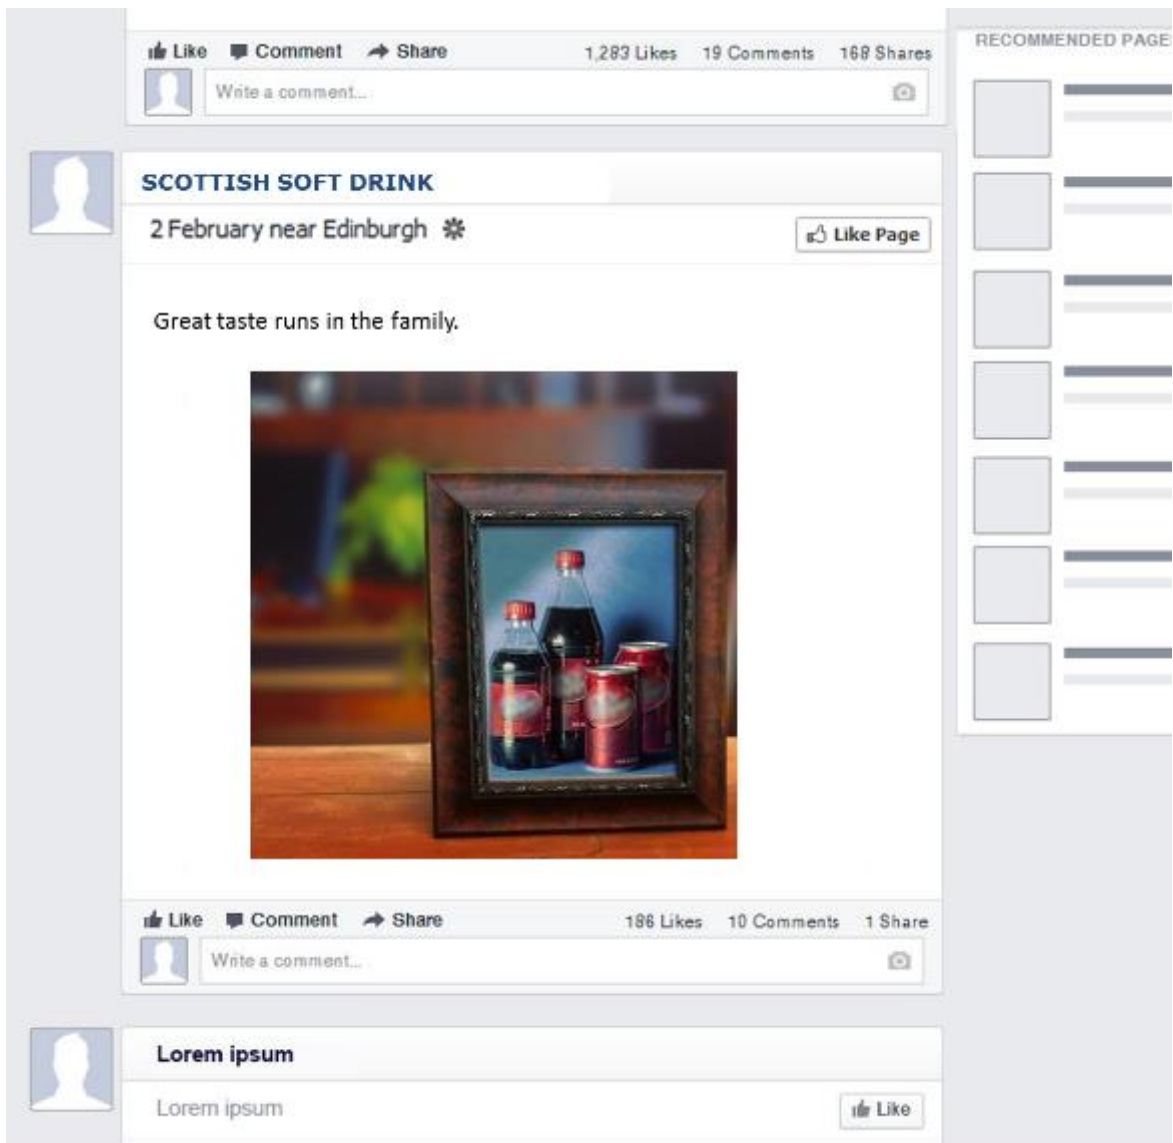 Like Comment Share 1,283 Likes 19 Comments 168 Shares
Write a comment...
RECOMMENDED PAGES
SCOTTISH SOFT DRINK
2 February near Edinburgh
Like Page
Great taste runs in the family.
Like Comment Share 186 Likes 10 Comments 1 Share
Write a comment...
Lorem ipsum
Lorem ipsum
Like